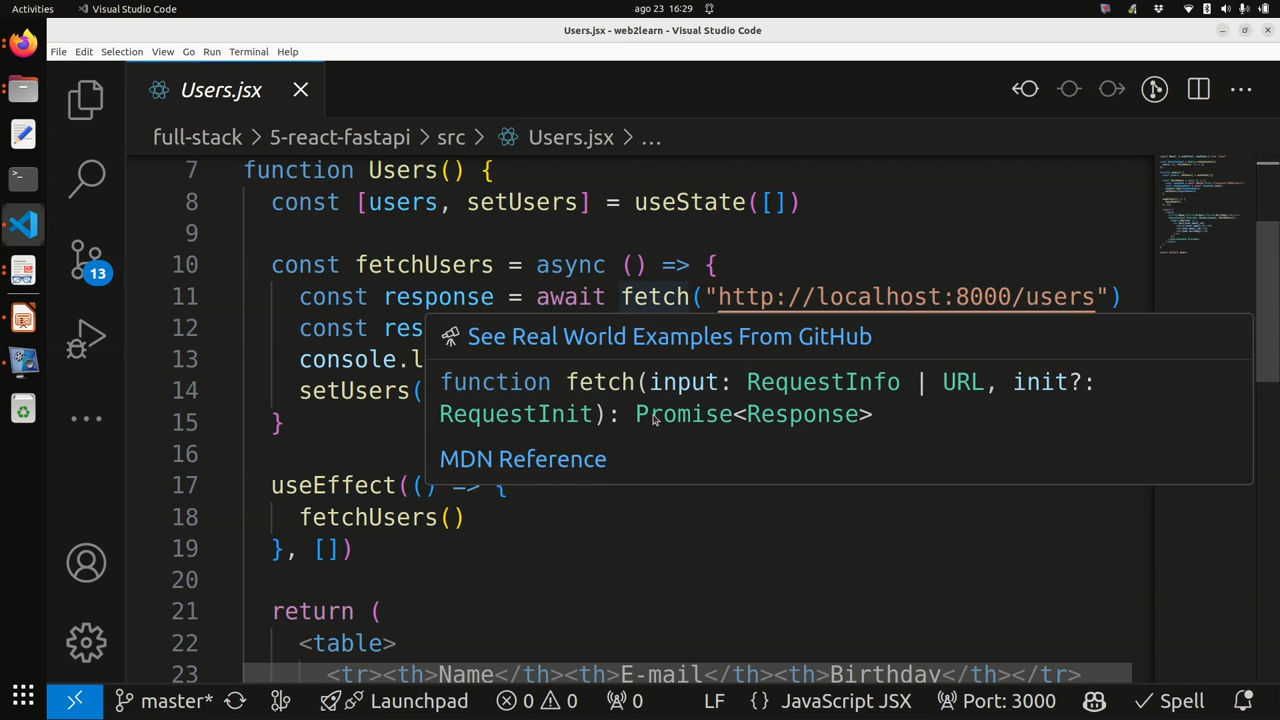 Activities Visual Studio Code ago 23 16:29
Users.jsx - web2learn - Visual Studio Code
File Edit Selection View Go Run Terminal Help
Users.jsx
full-stack > 5-react-fastapi > src > Users.jsx > ...
7 function Users() {
8 const [users, setUsers] = useState([])
9
10 const fetchUsers = async () => {
11 const response = await fetch("http://localhost:8000/users")
12 const res
See Real World Examples From GitHub
13 console.l
function fetch(input: RequestInfo | URL, init?:
14 setUsers(
RequestInit): Promise<Response>
15 }
16
MDN Reference
17 useEffect(() => {
18 fetchUsers()
19 }, [])
20
21 return (
22 <table>
23 <tr><th>Name</th><th>E-mail</th><th>Birthday</th></tr>
13
master* Launchpad 0 0 0 LF {} JavaScript JSX Port: 3000 Spell